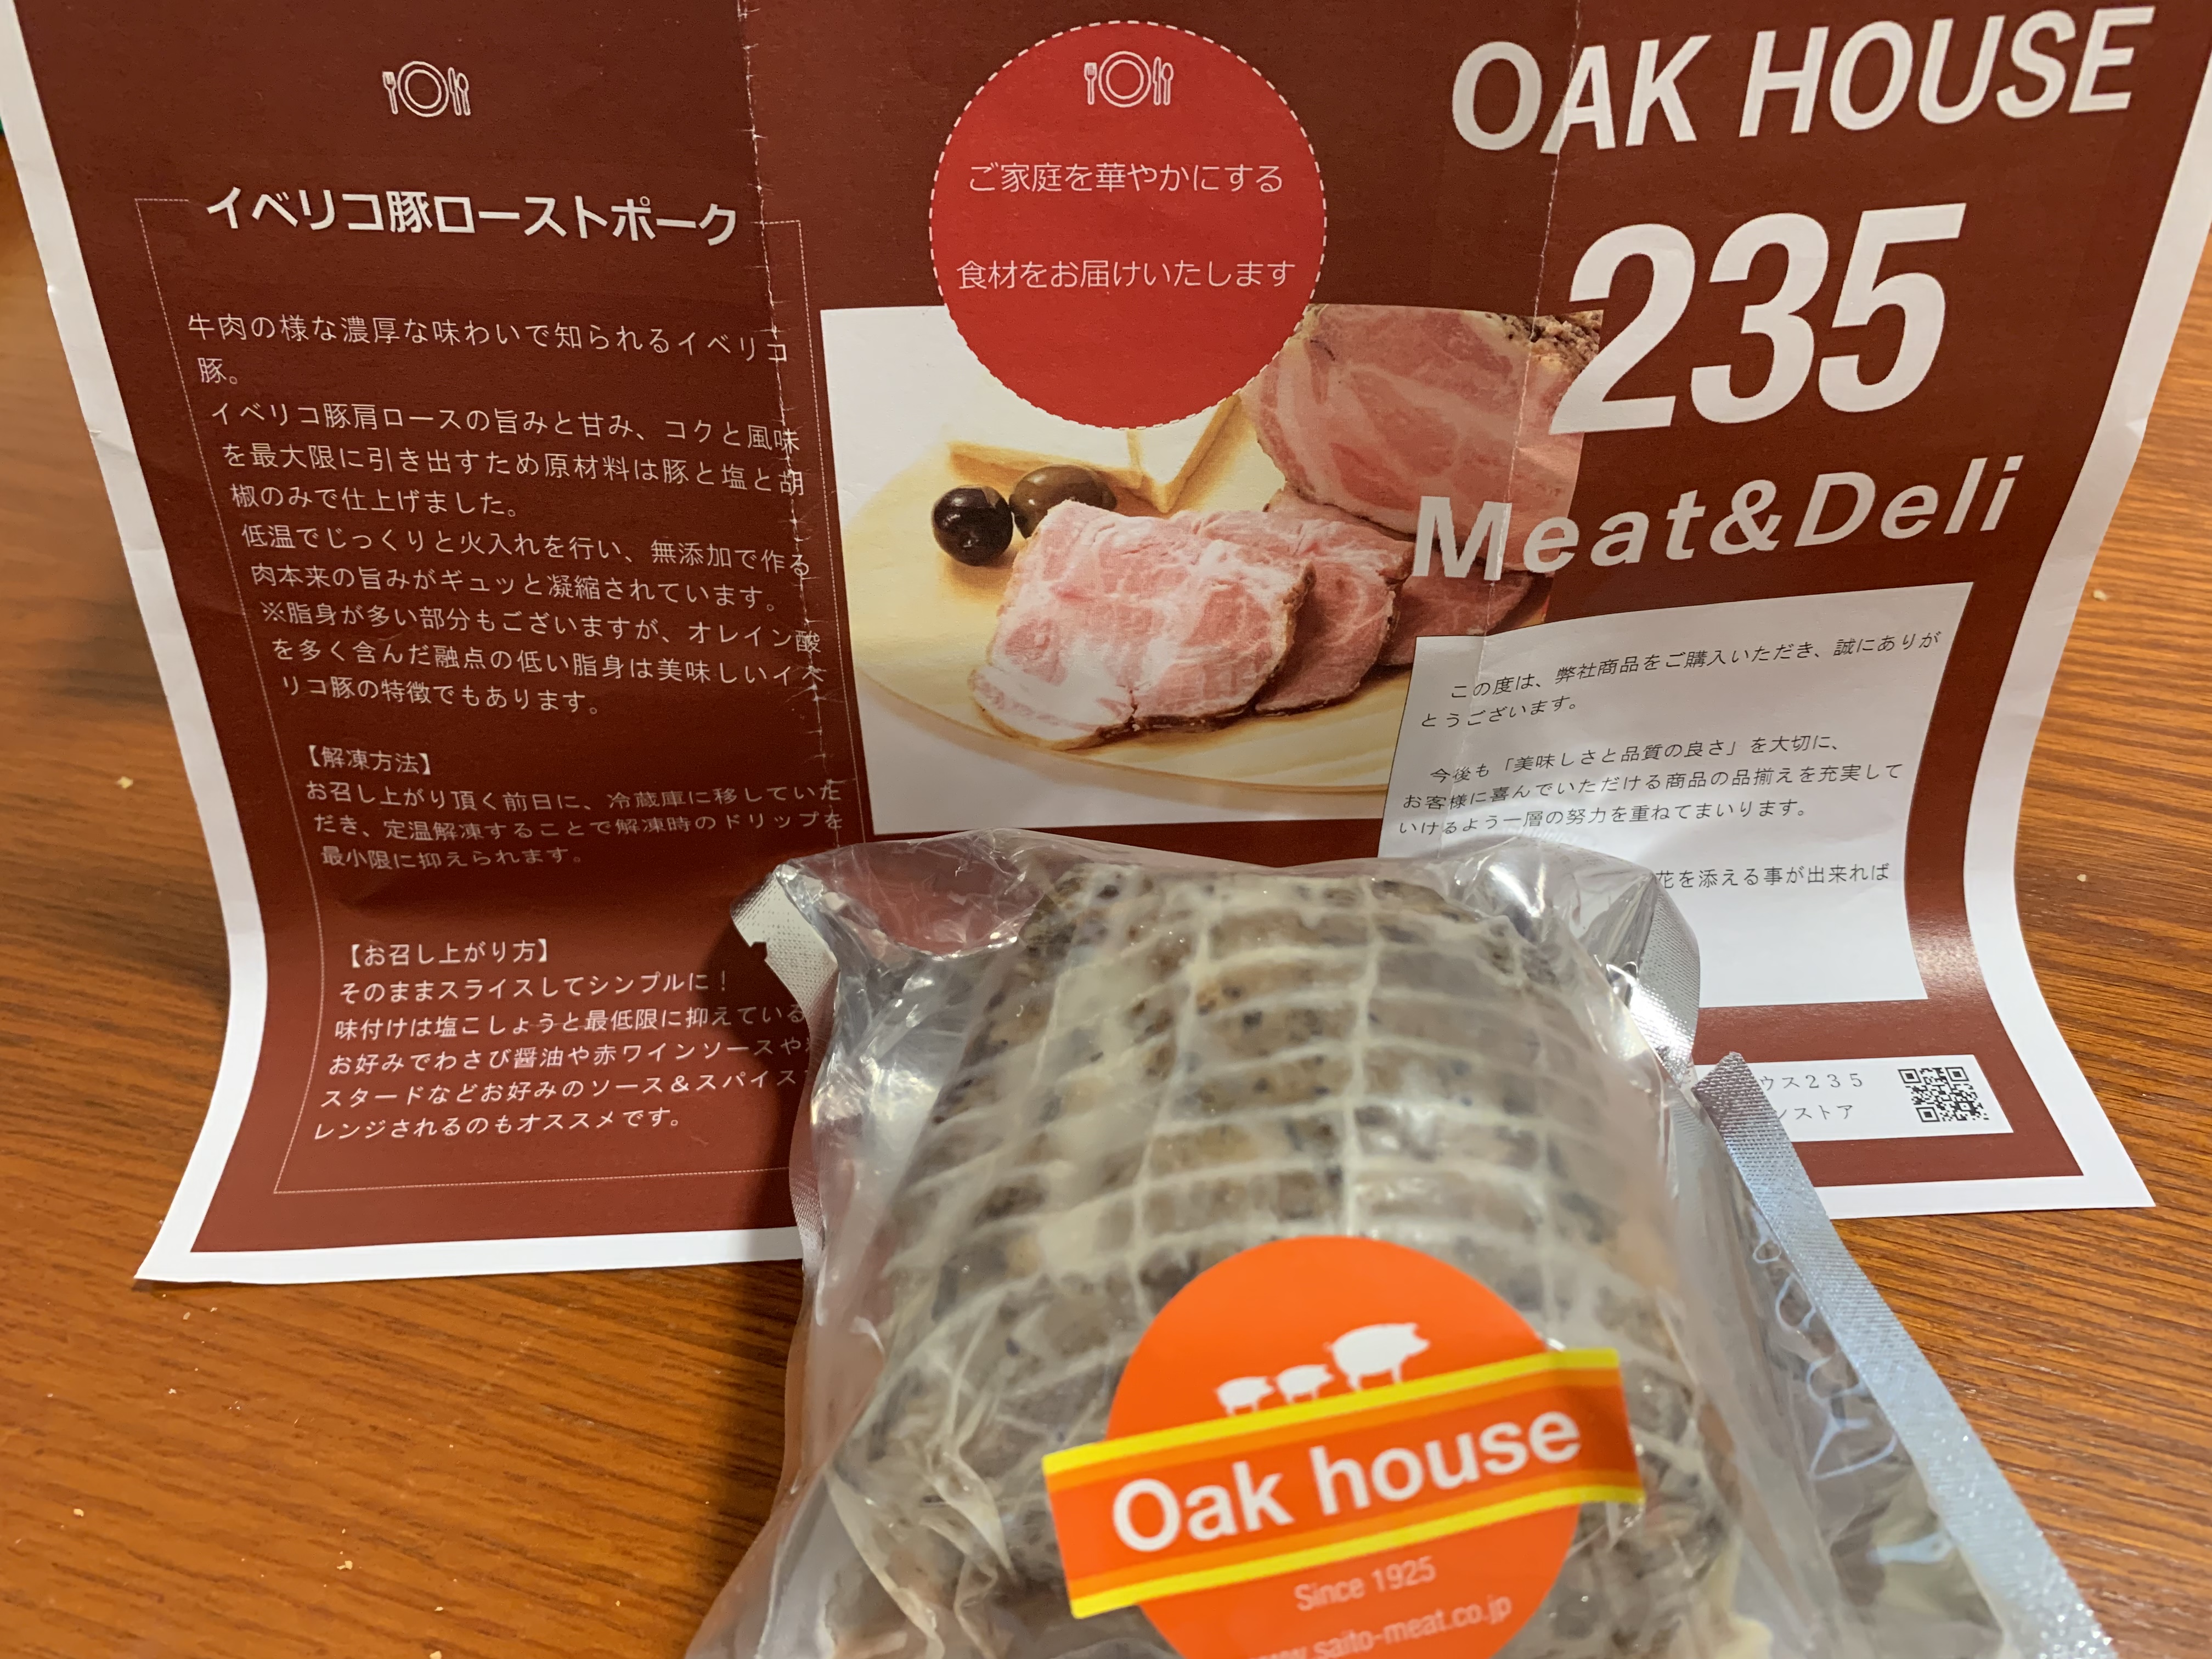 イベリコ豚ローストポーク
牛肉の様な濃厚な味わいで知られるイベリコ
豚。
イベリコ豚肩ロースの旨みと甘み、コクと風味
を最大限に引き出すため原材料は豚と塩と胡
椒のみで仕上げました。
低温でじっくりと火入れを行い、無添加で作る
肉本来の旨みがギュッと凝縮されています。
※脂身が多い部分もございますが、オレイン酸
を多く含んだ融点の低い脂身は美味しいイベ
リコ豚の特徴でもあります。
【解凍方法】
お召し上がり頂く前日に、冷蔵庫に移していた
だき、定温解凍することで解凍時のドリップを
最小限に抑えられます。
【お召し上がり方】
そのままスライスしてシンプルに!
味付けは塩こしょうと最低限に抑えている
お好みでわさび醤油や赤ワインソースや
スタードなどお好みのソース&スパイス
レンジされるのもオススメです。
ご家庭を華やかにする
食材をお届けいたします
OAK HOUSE
235
Meat&Deli
この度は、弊社商品をご購入いただき、誠にありが
とうございます。
今後も「美味しさと品質の良さ」を大切に、
お客様に喜んでいただける商品の品揃えを充実して
いけるよう一層の努力を重ねてまいります。
花を添える事が出来れば
ウス235
ンストア
Oak house
Since 1925
www.saito-meat.co.jp